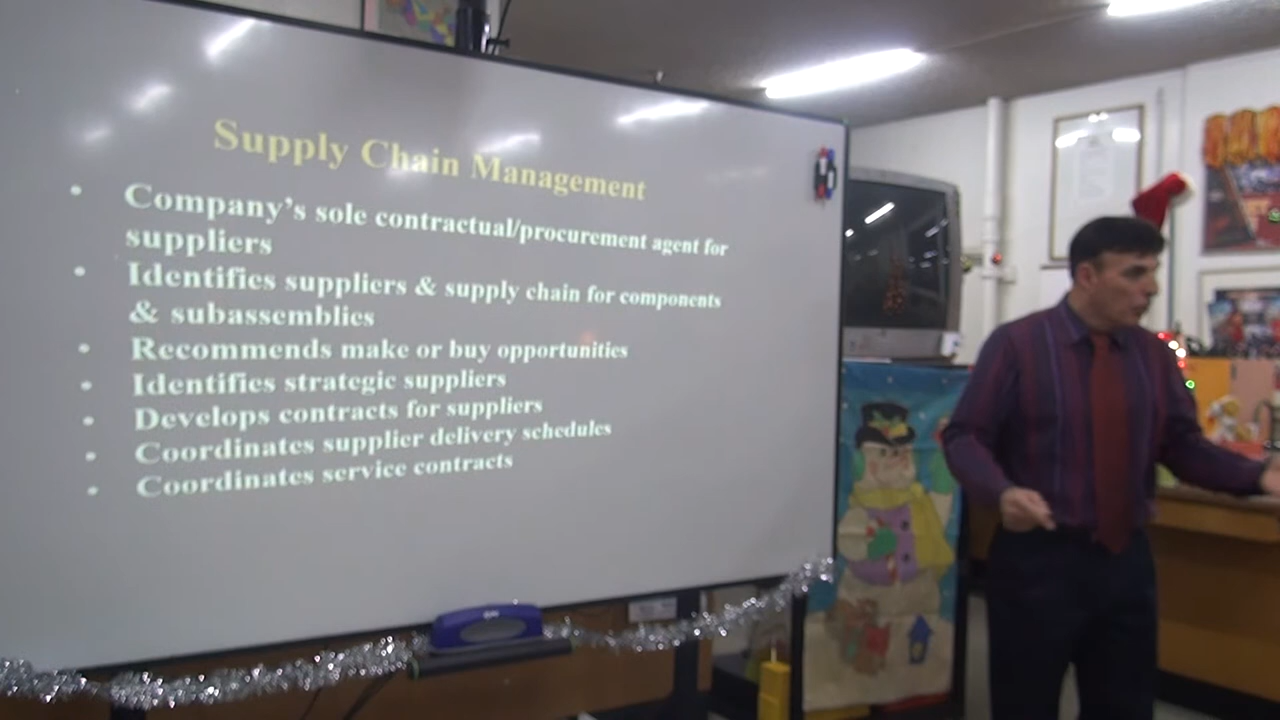 Supply Chain Management
• Company's sole contractual/procurement agent for
suppliers
• Identifies suppliers & supply chain for components
& subassemblies
• Recommends make or buy opportunities
• Identifies strategic suppliers
• Develops contracts for suppliers
• Coordinates supplier delivery schedules
• Coordinates service contracts